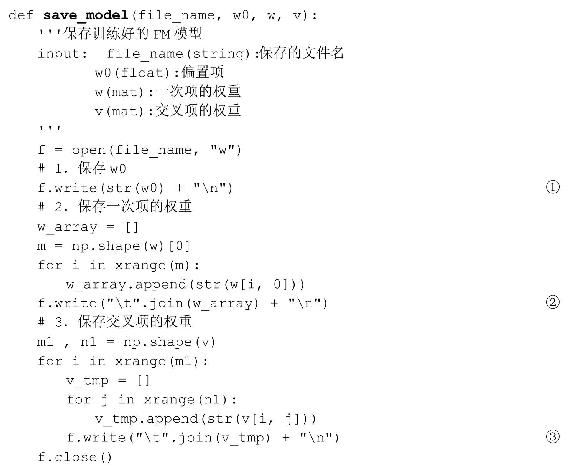 def save_model(file_name, w0, w, v):
'''保存训练好的 FM 模型
input: file_name(string):保存的文件名
w0(float):偏置项
w(mat):一次项的权重
v(mat):交叉项的权重
'''
f = open(file_name, "w")
# 1. 保存 w0
f.write(str(w0) + "\n") ①
# 2. 保存一次项的权重
w_array = []
m = np.shape(w)[0]
for i in xrange(m):
w_array.append(str(w[i, 0]))
f.write("\t".join(w_array) + "\n") ②
# 3. 保存交叉项的权重
m1 , n1 = np.shape(v)
for i in xrange(m1):
v_tmp = []
for j in xrange(n1):
v_tmp.append(str(v[i, j]))
f.write("\t".join(v_tmp) + "\n") ③
f.close()